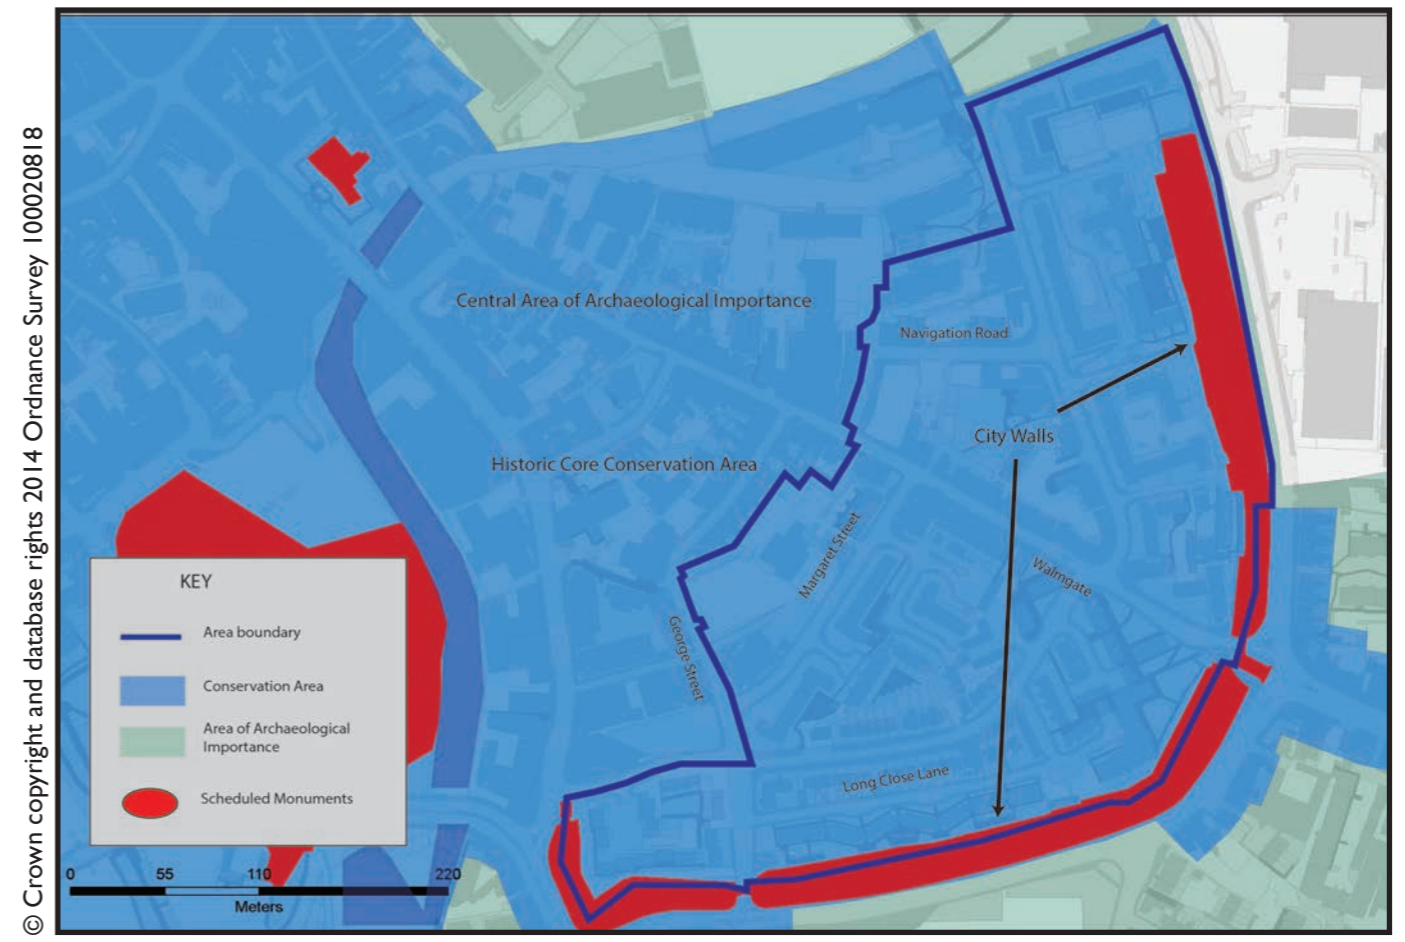 © Crown copyright and database rights 2014 Ordnance Survey 100020818
Central Area of Archaeological Importance
Navigation Road
City Walls
Historic Core Conservation Area
Margaret Street
Walmgate
George Street
Long Close Lane
KEY
Area boundary
Conservation Area
Area of Archaeological
Importance
Scheduled Monuments
0 55 110 220
Meters